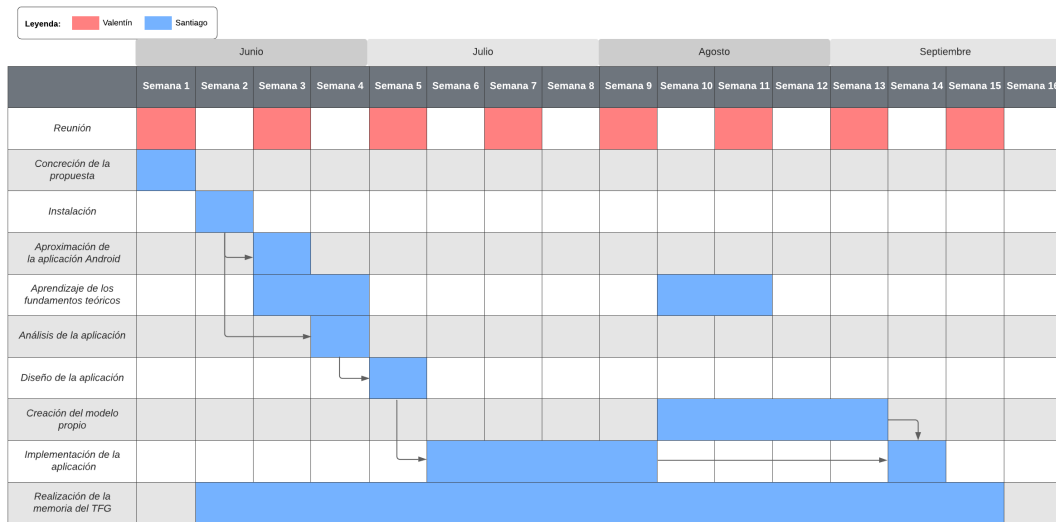 Leyenda: Valentín Santiago
Junio Julio Agosto Septiembre
Semana 1 Semana 2 Semana 3 Semana 4 Semana 5 Semana 6 Semana 7 Semana 8 Semana 9 Semana 10 Semana 11 Semana 12 Semana 13 Semana 14 Semana 15 Semana 16
Reunión
Concreción de la
propuesta
Instalación
Aproximación de
la aplicación Android
Aprendizaje de los
fundamentos teóricos
Análisis de la aplicación
Diseño de la aplicación
Creación del modelo
propio
Implementación de la
aplicación
Realización de la
memoria del TFG